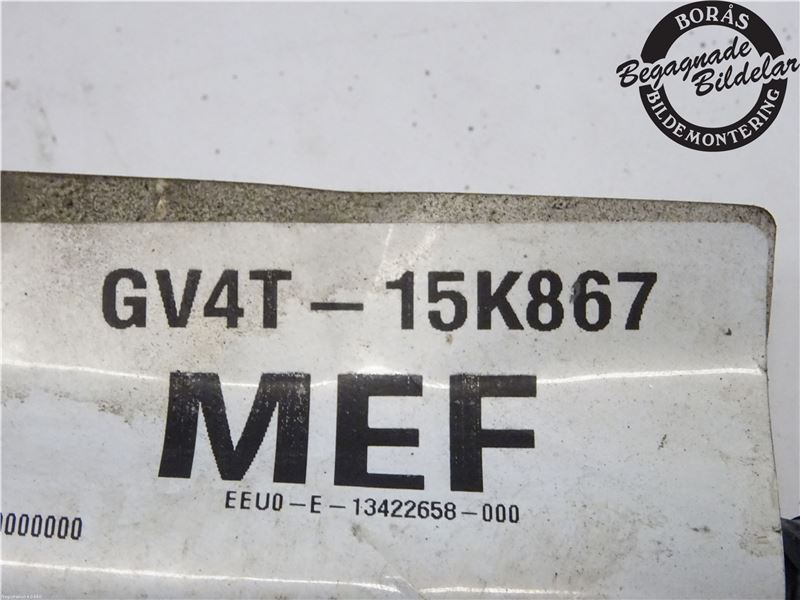 BORÅS
Begagnade
Bildelar
BILDEMONTERING
GV4T-15K867
MEF
EEU0-E-13422658-000
0000000